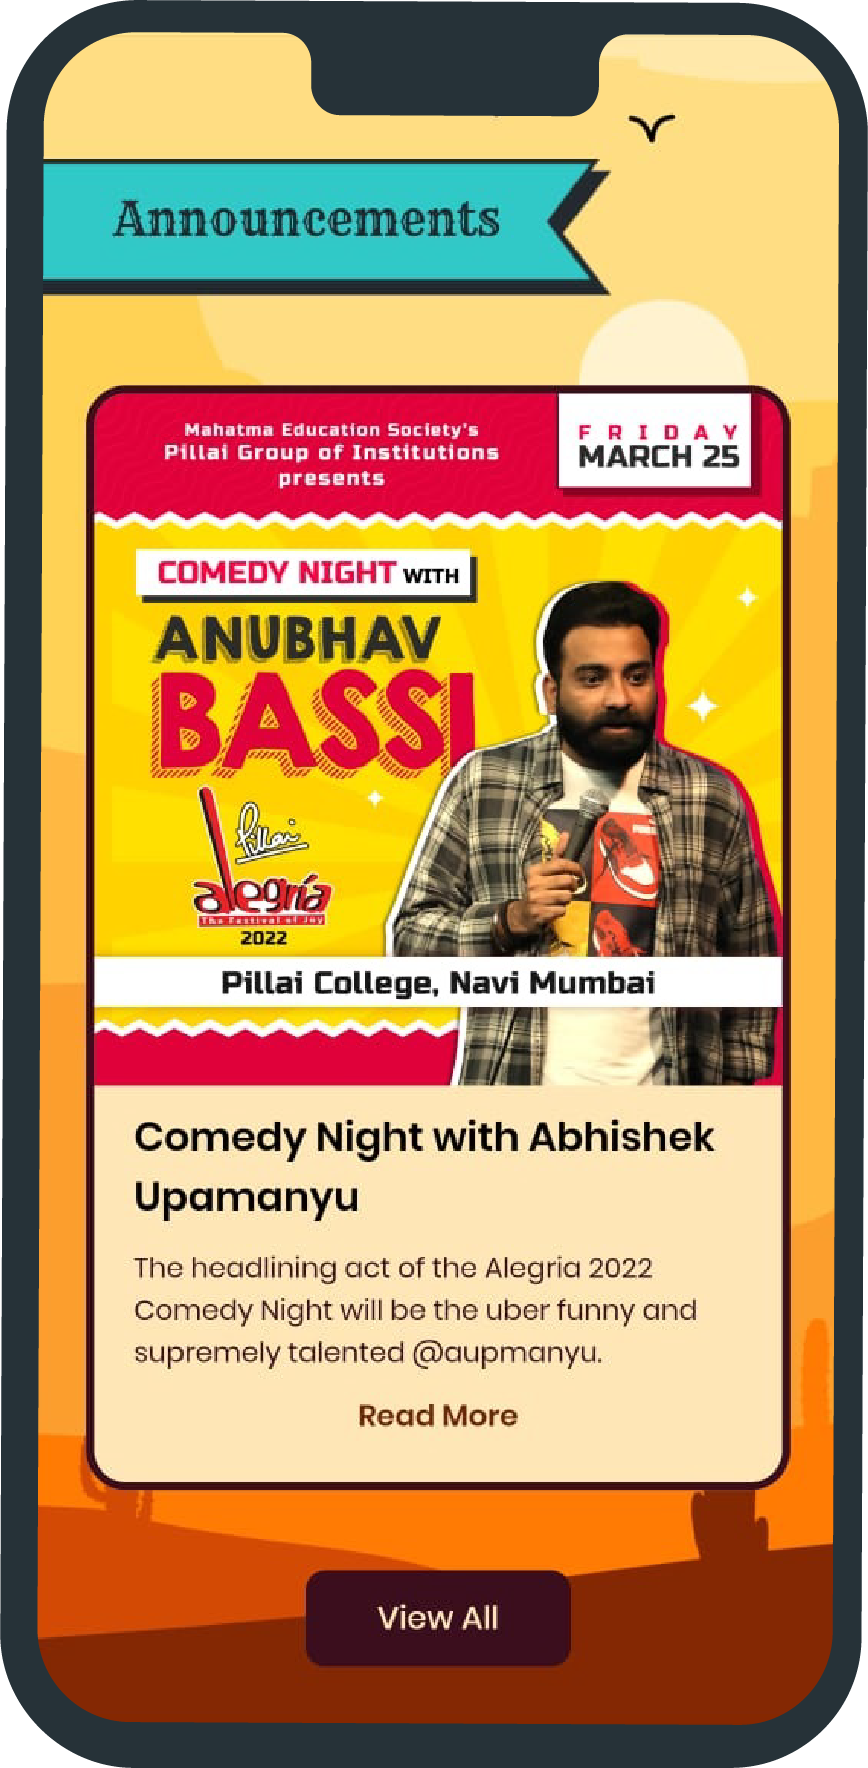 Announcements
Mahatma Education Society's
Pillai Group of Institutions
presents
FRIDAY
MARCH 25
COMEDY NIGHT WITH
ANUBHAV
BASSI
Pillai
alegría
The Festival of Joy
2022
Pillai College, Navi Mumbai
Comedy Night with Abhishek
Upamanyu
The headlining act of the Alegria 2022
Comedy Night will be the uber funny and
supremely talented @aupmanyu.
Read More
View All